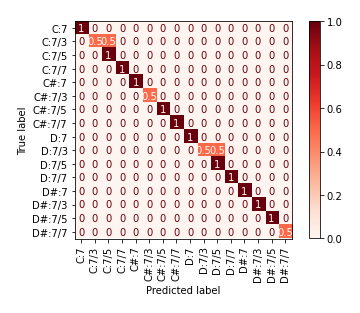 C:7 1 0 0 0 0 0 0 0 0 0 0 0 0 0 0 0
C:7/3 0 0.5 0.5 0 0 0 0 0 0 0 0 0 0 0 0 0
C:7/5 0 0 1 0 0 0 0 0 0 0 0 0 0 0 0 0
C:7/7 0 0 0 1 0 0 0 0 0 0 0 0 0 0 0 0
C#:7 0 0 0 0 1 0 0 0 0 0 0 0 0 0 0 0
C#:7/3 0 0 0 0 0 0.5 0 0 0 0 0 0 0 0 0 0
C#:7/5 0 0 0 0 0 0 1 0 0 0 0 0 0 0 0 0
C#:7/7 0 0 0 0 0 0 0 1 0 0 0 0 0 0 0 0
D:7 0 0 0 0 0 0 0 0 1 0 0 0 0 0 0 0
D:7/3 0 0 0 0 0 0 0 0 0 0.5 0.5 0 0 0 0 0
D:7/5 0 0 0 0 0 0 0 0 0 0 1 0 0 0 0 0
D:7/7 0 0 0 0 0 0 0 0 0 0 0 1 0 0 0 0
D#:7 0 0 0 0 0 0 0 0 0 0 0 0 1 0 0 0
D#:7/3 0 0 0 0 0 0 0 0 0 0 0 0 0 1 0 0
D#:7/5 0 0 0 0 0 0 0 0 0 0 0 0 0 0 1 0
D#:7/7 0 0 0 0 0 0 0 0 0 0 0 0 0 0 0 0.5
True label
C:7 C:7/3 C:7/5 C:7/7 C#:7 C#:7/3 C#:7/5 C#:7/7 D:7 D:7/3 D:7/5 D:7/7 D#:7 D#:7/3 D#:7/5 D#:7/7
Predicted label
1.0
0.8
0.6
0.4
0.2
0.0